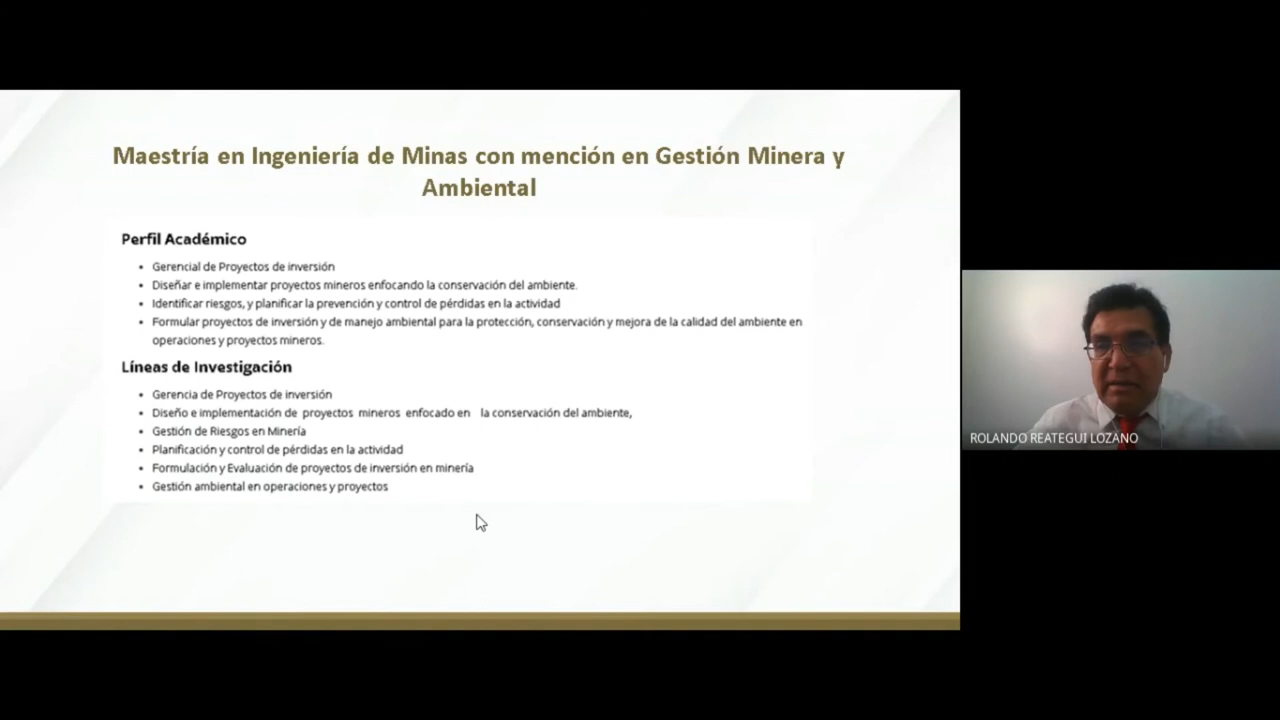 Maestría en Ingeniería de Minas con mención en Gestión Minera y
Ambiental
Perfil Académico
• Gerencial de Proyectos de inversión
• Diseñar e implementar proyectos mineros enfocando la conservación del ambiente.
• Identificar riesgos, y planificar la prevención y control de pérdidas en la actividad
• Formular proyectos de inversión y de manejo ambiental para la protección, conservación y mejora de la calidad del ambiente en
operaciones y proyectos mineros.
Líneas de Investigación
• Gerencia de Proyectos de inversión
• Diseño e implementación de proyectos mineros enfocado en la conservación del ambiente,
• Gestión de Riesgos en Minería
• Planificación y control de pérdidas en la actividad
• Formulación y Evaluación de proyectos de inversión en minería
• Gestión ambiental en operaciones y proyectos
ROLANDO REATEGUI LOZANO